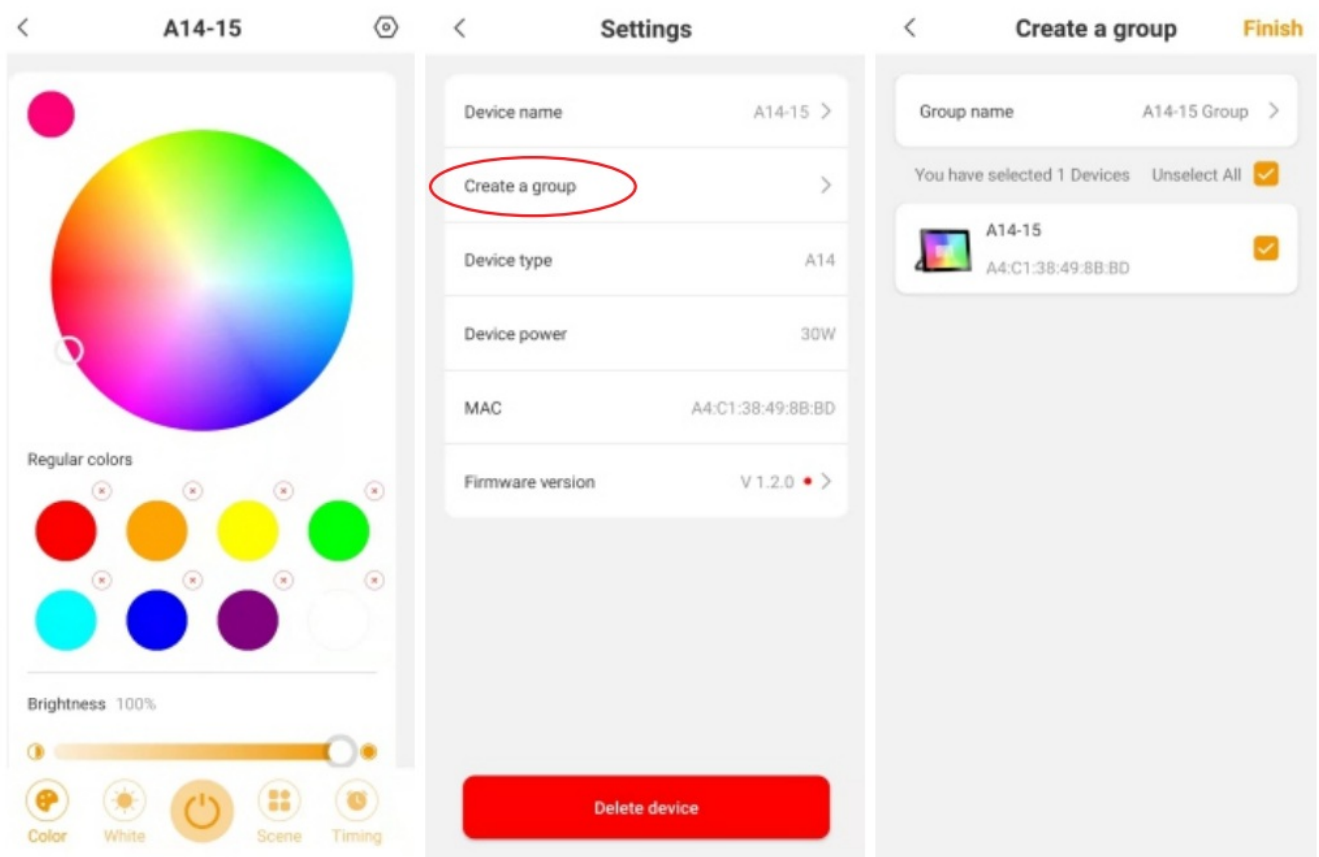 A14-15
Regular colors
Brightness 100%
Color White Scene Timing
Settings
Device name A14-15
Create a group
Device type A14
Device power 30W
MAC A4:C1:38:49:8B:BD
Firmware version V 1.2.0
Delete device
Create a group Finish
Group name A14-15 Group
You have selected 1 Devices Unselect All
A14-15
A4:C1:38:49:8B:BD